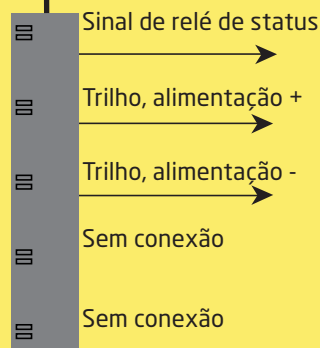 Sinal de relé de status
Trilho, alimentação +
Trilho, alimentação -
Sem conexão
Sem conexão